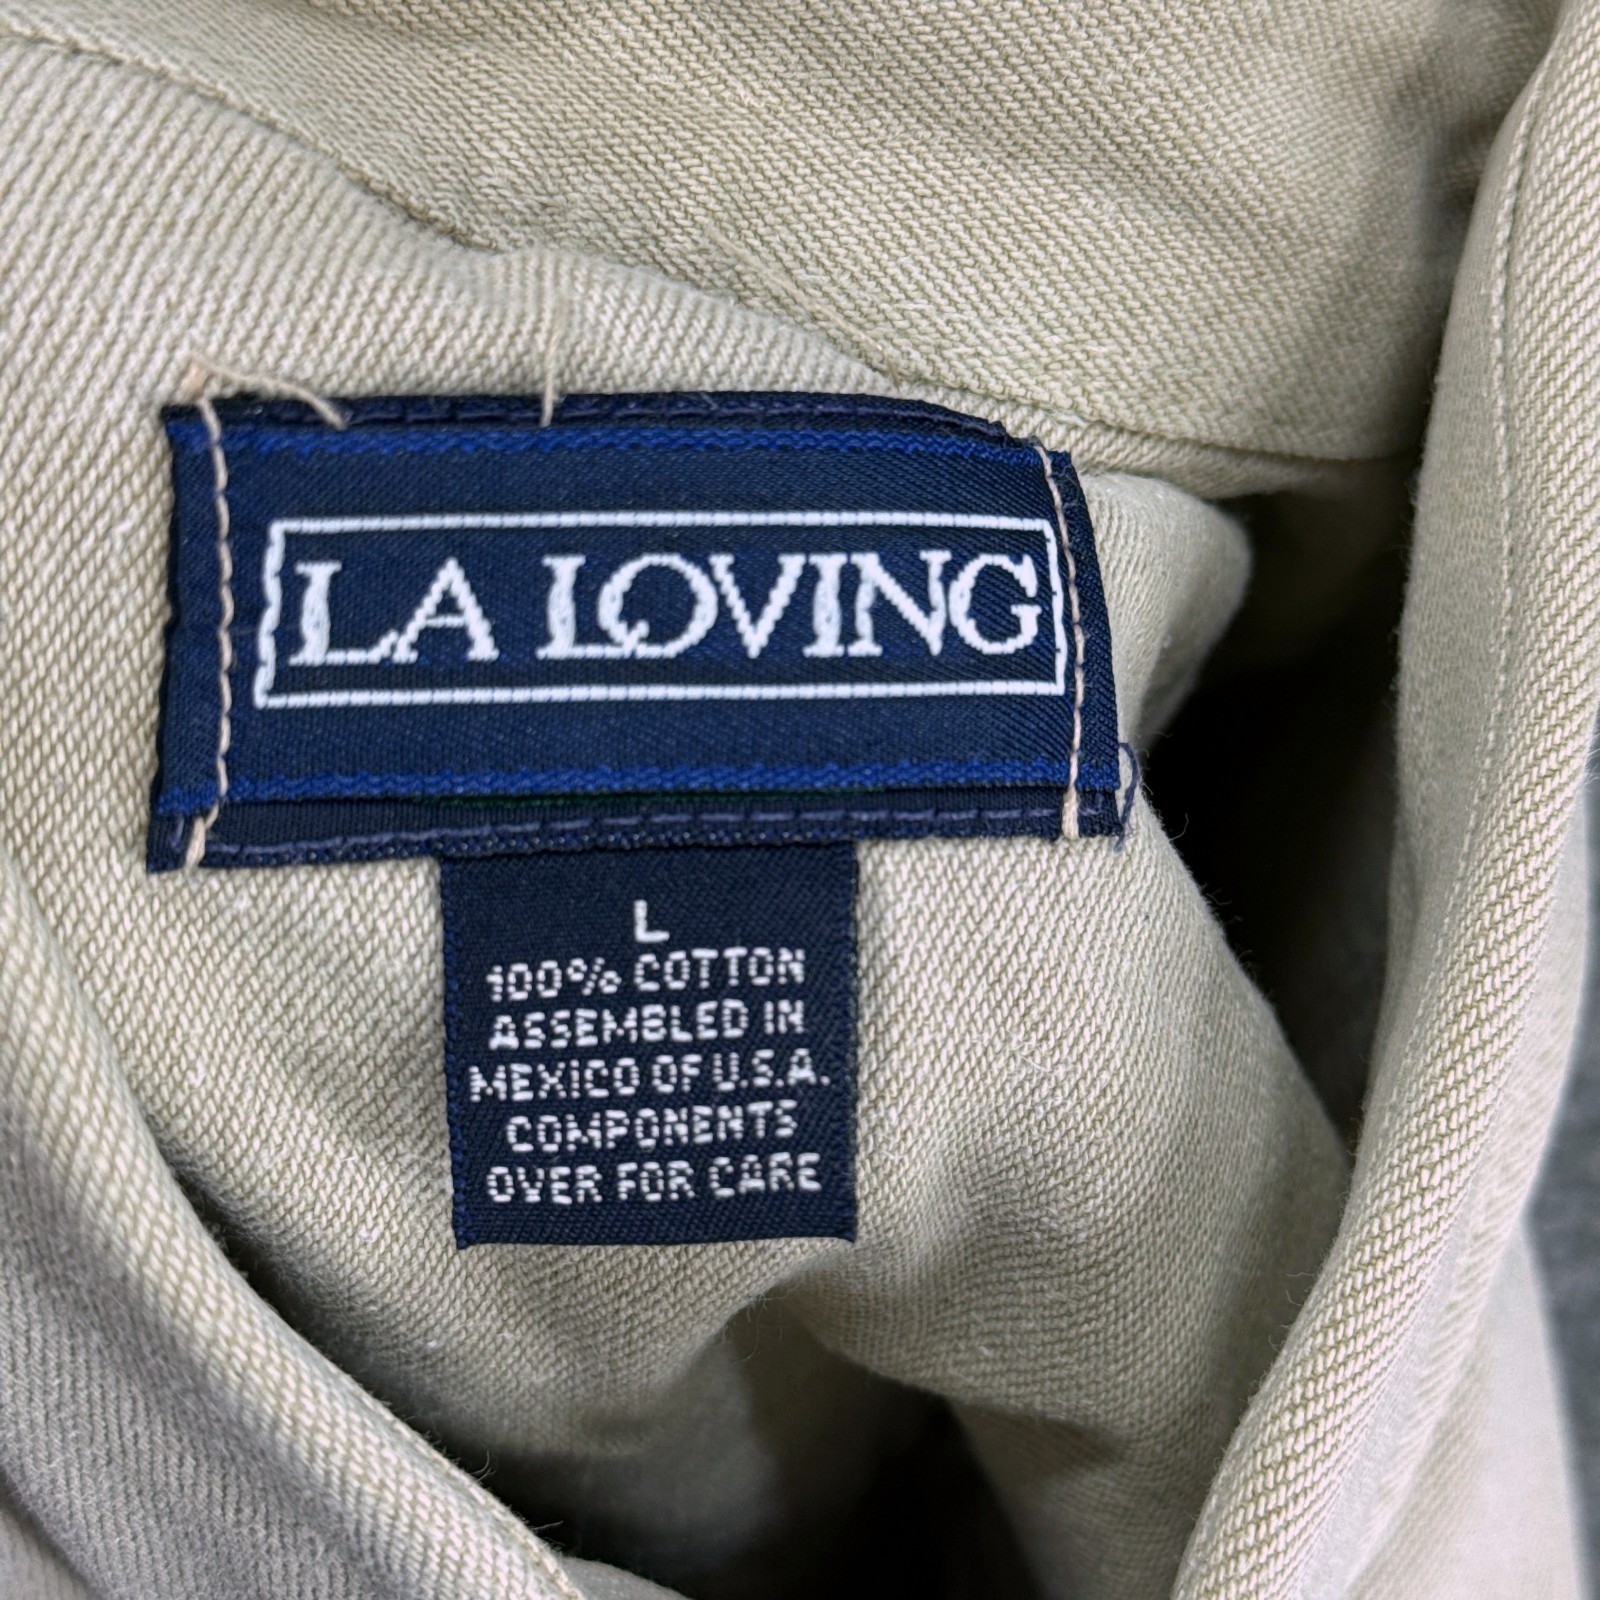 LA LOVING
L
100% COTTON
ASSEMBLED IN
MEXICO OF U.S.A.
COMPONENTS
OVER FOR CARE